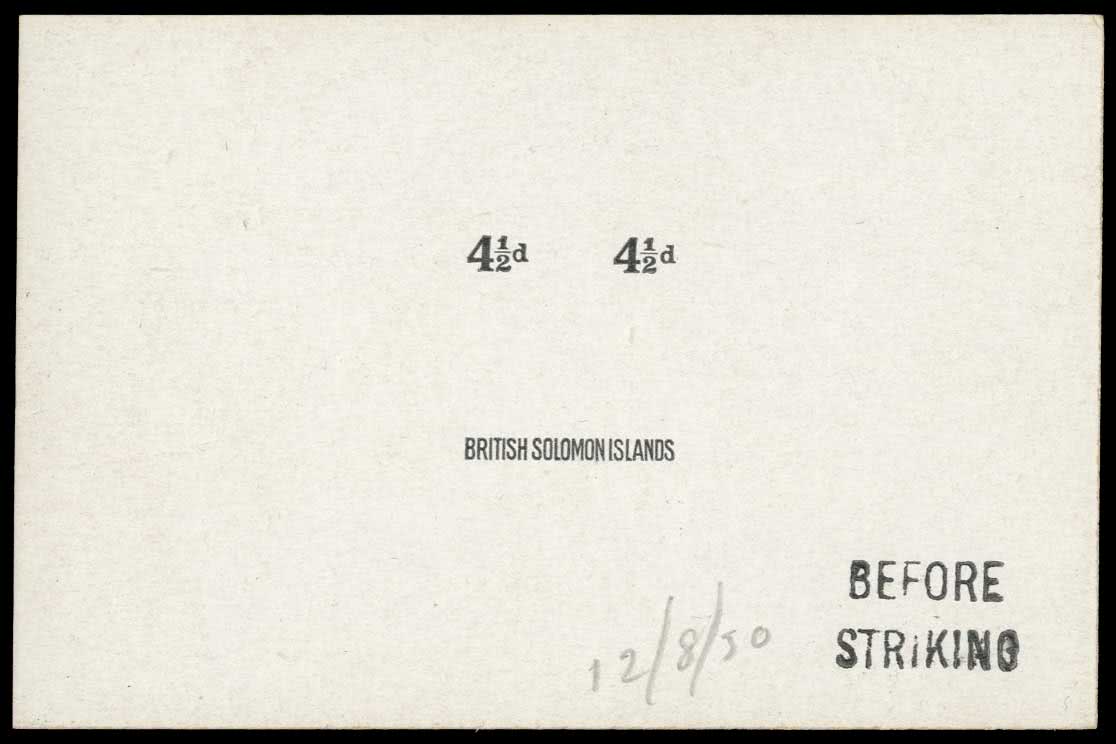 4½d 4½d
BRITISH SOLOMON ISLANDS
BEFORE
STRIKING
12/8/50